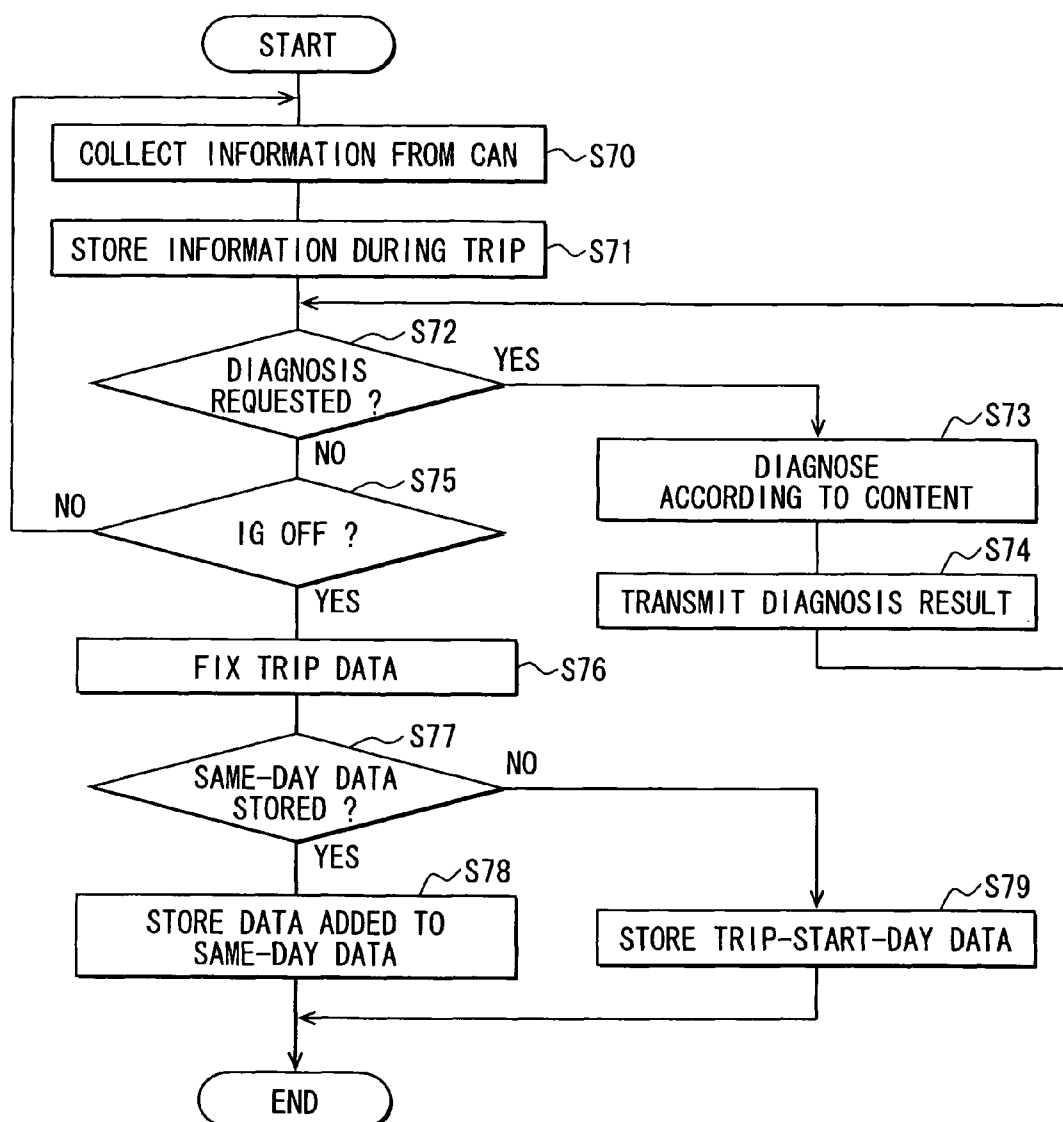 START
COLLECT INFORMATION FROM CAN
S70
STORE INFORMATION DURING TRIP
S71
S72
DIAGNOSIS
REQUESTED ?
YES
NO
S73
DIAGNOSE
ACCORDING TO CONTENT
S74
TRANSMIT DIAGNOSIS RESULT
S75
NO
IG OFF ?
YES
FIX TRIP DATA
S76
S77
SAME-DAY DATA
STORED ?
NO
YES
S78
STORE DATA ADDED TO
SAME-DAY DATA
S79
STORE TRIP-START-DAY DATA
END